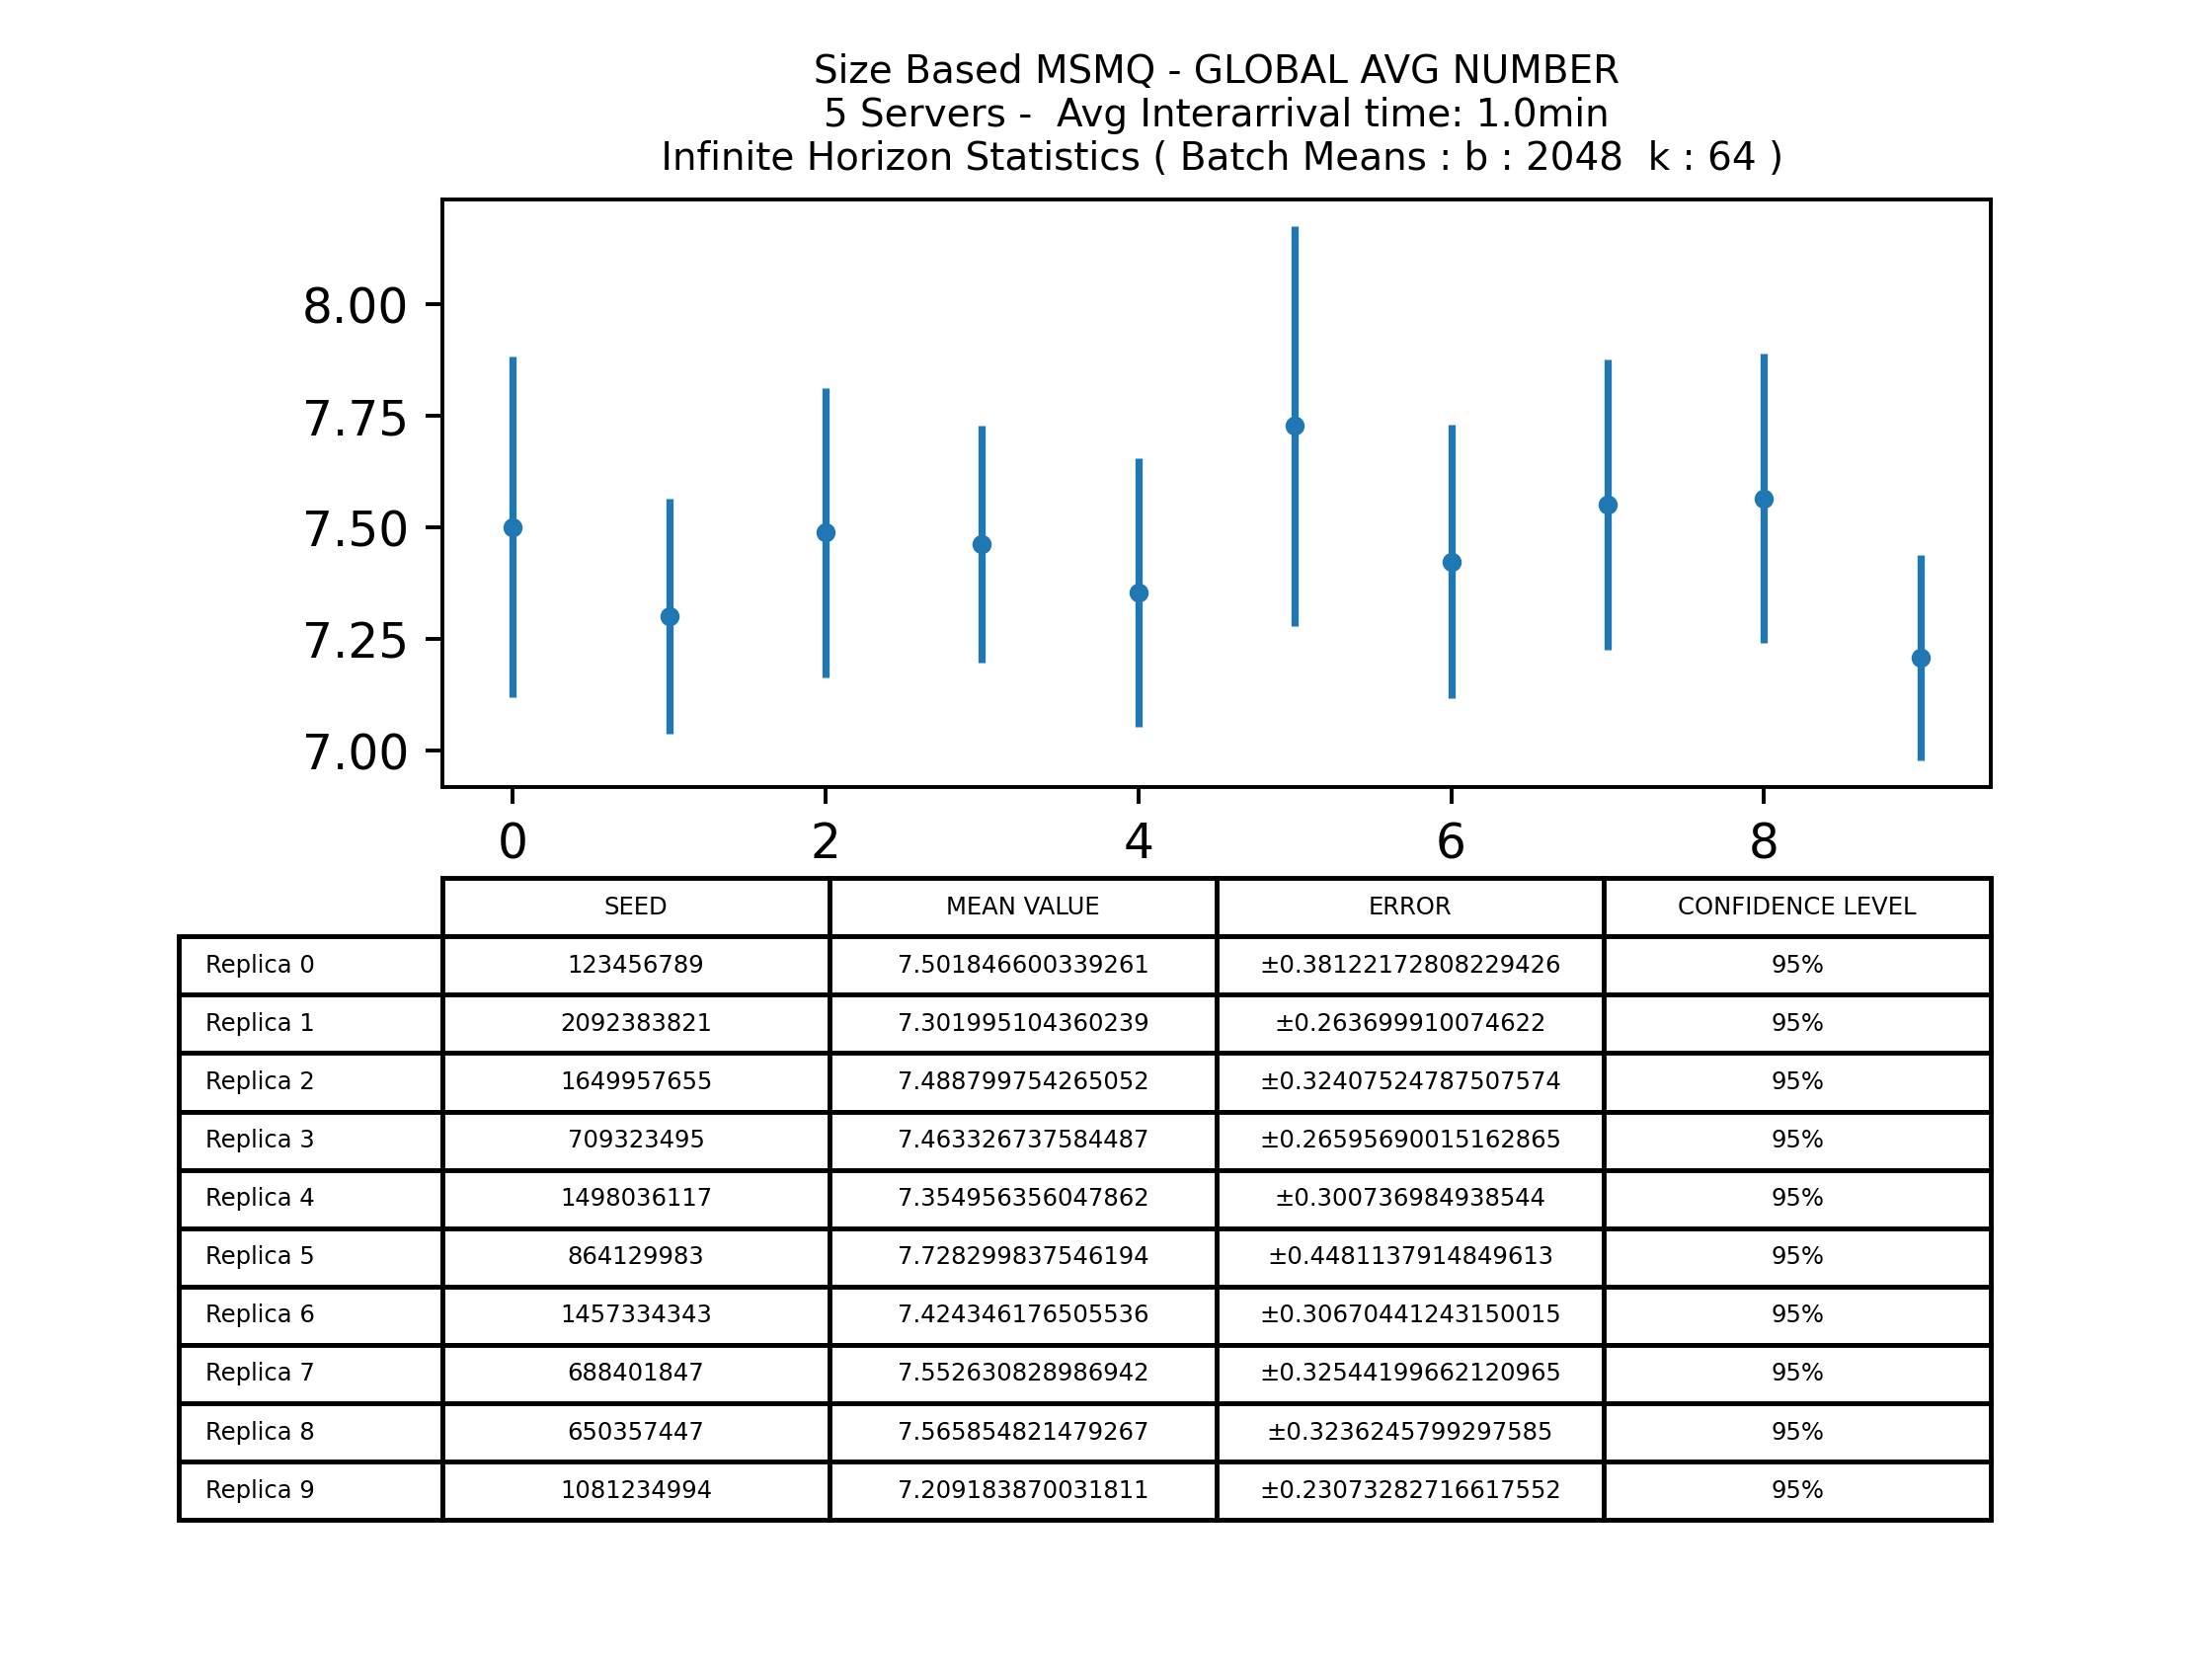 Size Based MSMQ - GLOBAL AVG NUMBER
5 Servers -  Avg Interarrival time: 1.0min
Infinite Horizon Statistics ( Batch Means : b : 2048  k : 64 )
8.00
7.75
7.50
7.25
7.00
0 2 4 6 8
SEED MEAN VALUE ERROR CONFIDENCE LEVEL
Replica 0 123456789 7.501846600339261 ±0.38122172808229426 95%
Replica 1 2092383821 7.301995104360239 ±0.263699910074622 95%
Replica 2 1649957655 7.488799754265052 ±0.32407524787507574 95%
Replica 3 709323495 7.463326737584487 ±0.26595690015162865 95%
Replica 4 1498036117 7.354956356047862 ±0.300736984938544 95%
Replica 5 864129983 7.728299837546194 ±0.4481137914849613 95%
Replica 6 1457334343 7.424346176505536 ±0.30670441243150015 95%
Replica 7 688401847 7.552630828986942 ±0.32544199662120965 95%
Replica 8 650357447 7.565854821479267 ±0.3236245799297585 95%
Replica 9 1081234994 7.209183870031811 ±0.23073282716617552 95%